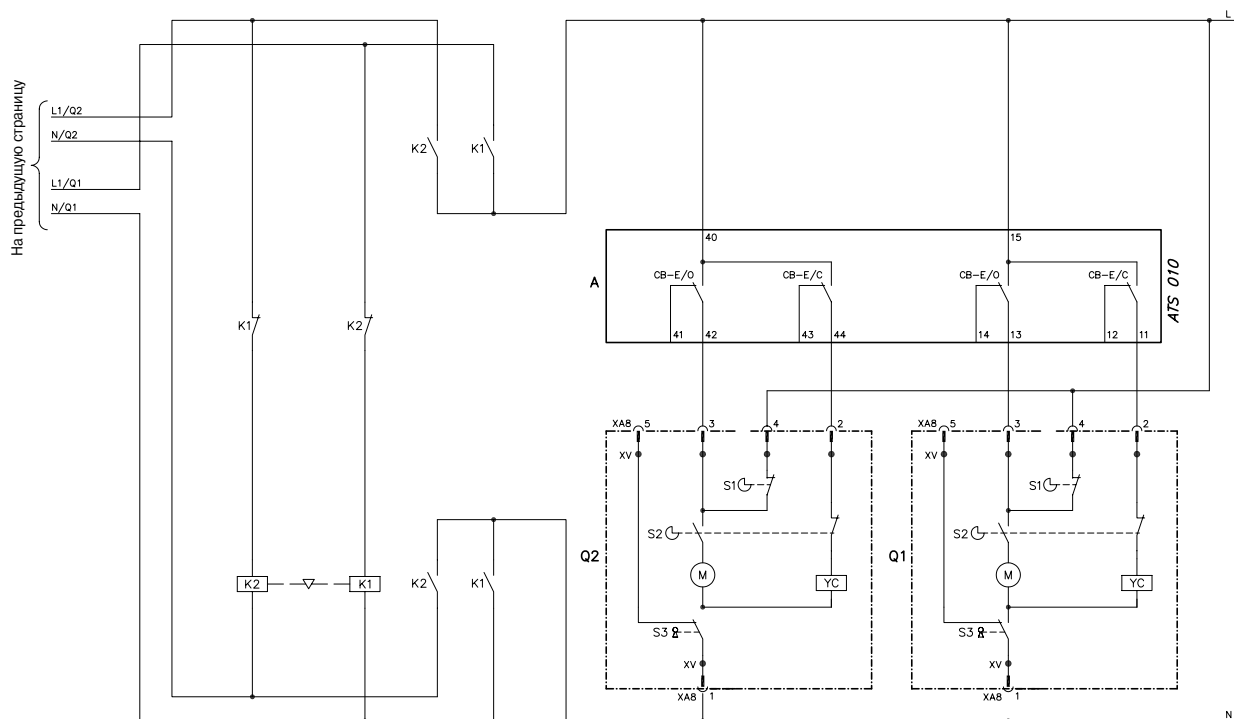 L
На предыдущую страницу
L1/Q2
N/Q2
L1/Q1
N/Q1
K2
K1
40
15
A
CB-E/O
CB-E/C
CB-E/O
CB-E/C
ATS 010
41
42
43
44
14
13
12
11
K1
K2
XA8
5
3
4
2
XA8
5
3
4
2
XV
XV
S1
S1
S2
S2
Q2
Q1
K2
K1
K2
K1
M
YC
M
YC
S3
S3
XV
XV
XA8
1
XA8
1
N